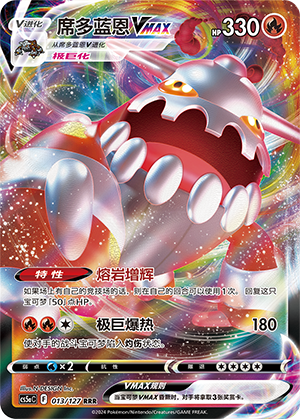 V进化
席多蓝恩VMAX
HP 330
从席多蓝恩V进化
极巨化
特性 熔岩增辉
如果场上有自己的竞技场的话，则在自己的回合可以使用1次。回复这只
宝可梦「50」点HP。
极巨爆热 180
使对手的战斗宝可梦陷入灼伤状态。
弱点 ×2 抗性 撤退
Illus. N-DESIGN Inc.
VMAX规则
当宝可梦VMAX【昏厥】时，对手将拿取3张奖赏卡。
CS5eC F 013/127 RRR
©2024 Pokémon/Nintendo/Creatures/GAME FREAK.